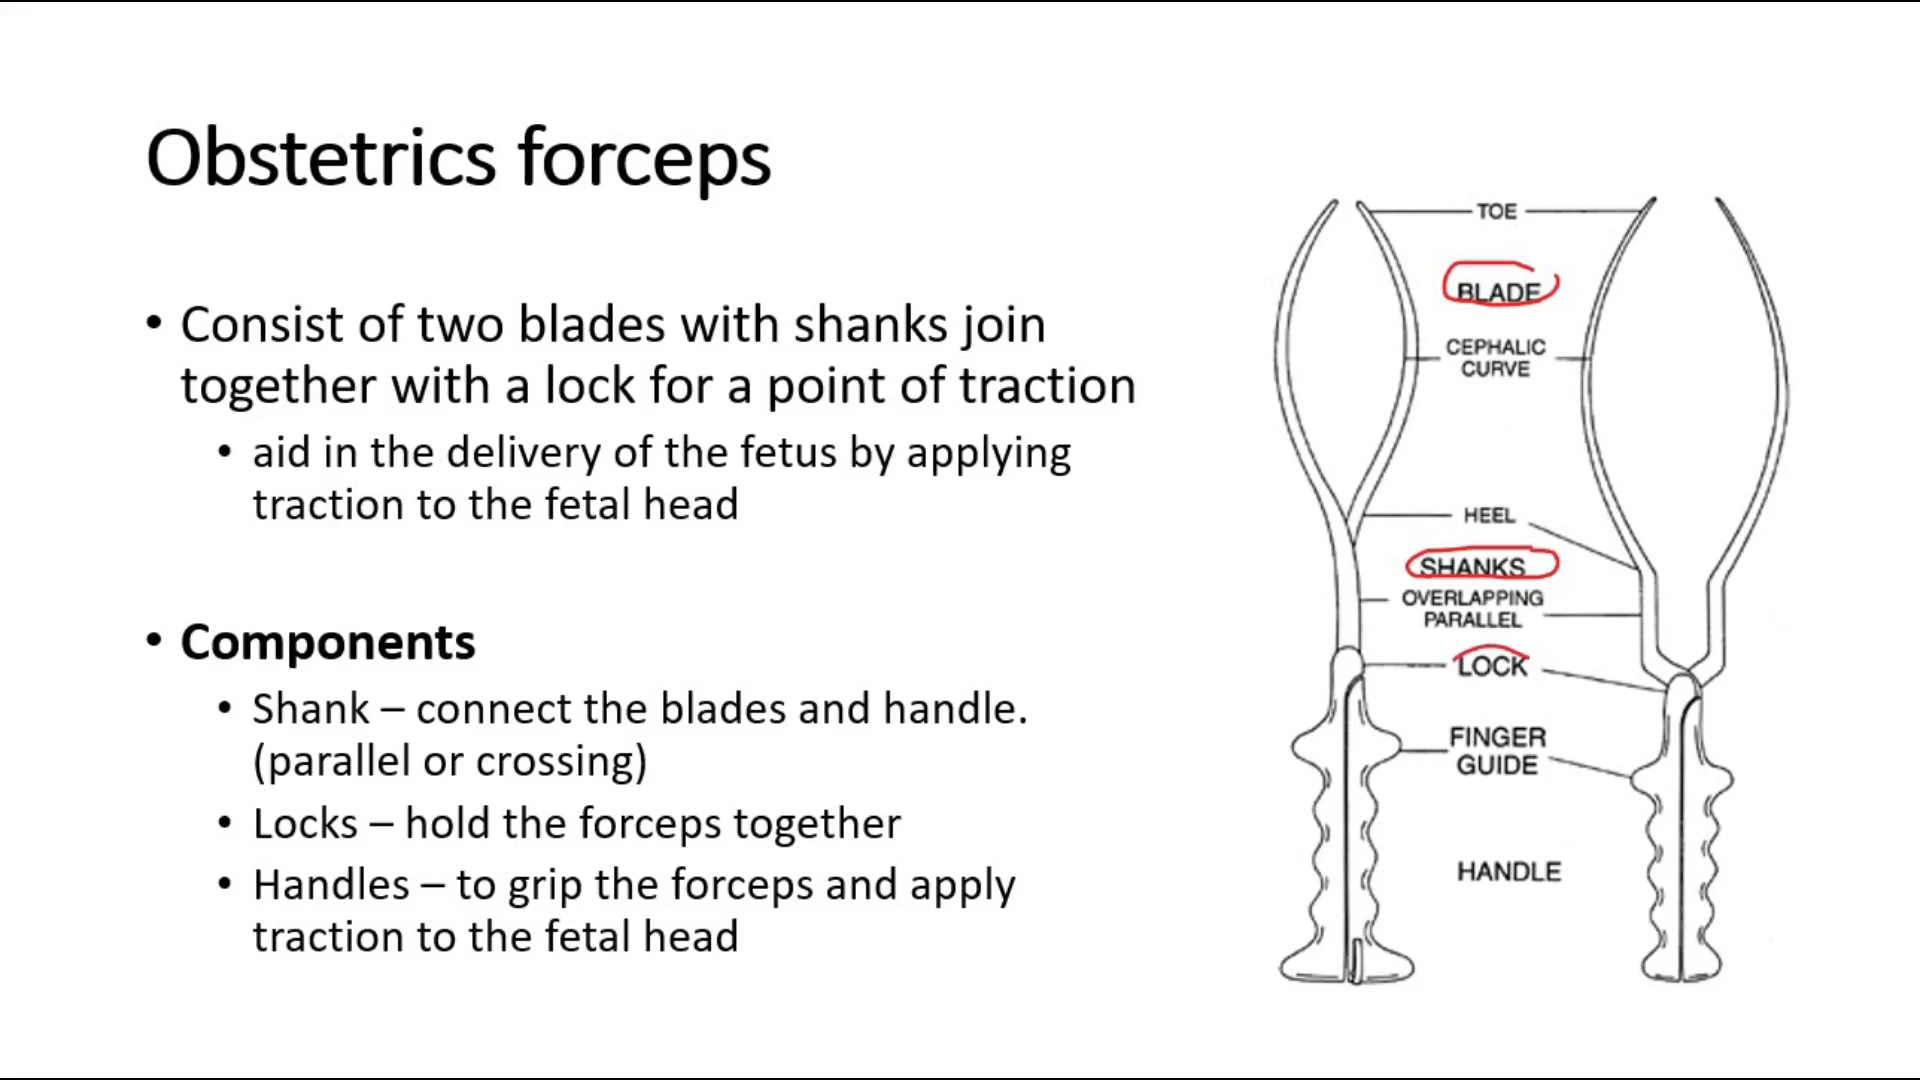 Obstetrics forceps
• Consist of two blades with shanks join
together with a lock for a point of traction
• aid in the delivery of the fetus by applying
traction to the fetal head
• Components
• Shank – connect the blades and handle.
(parallel or crossing)
• Locks – hold the forceps together
• Handles – to grip the forceps and apply
traction to the fetal head
TOE
BLADE
CEPHALIC
CURVE
HEEL
SHANKS
OVERLAPPING
PARALLEL
LOCK
FINGER
GUIDE
HANDLE